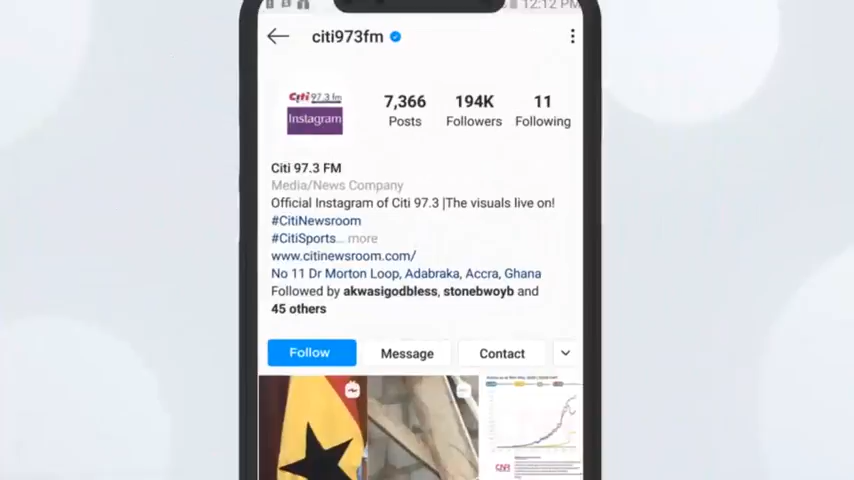 12:12 PM
citi973fm
Citi 97.3 fm
Instagram
7,366 194K 11
Posts Followers Following
Citi 97.3 FM
Media/News Company
Official Instagram of Citi 97.3 |The visuals live on!
#CitiNewsroom
#CitiSports... more
www.citinewsroom.com/
No 11 Dr Morton Loop, Adabraka, Accra, Ghana
Followed by akwasigodbless, stonebwoyb and
45 others
Follow Message Contact